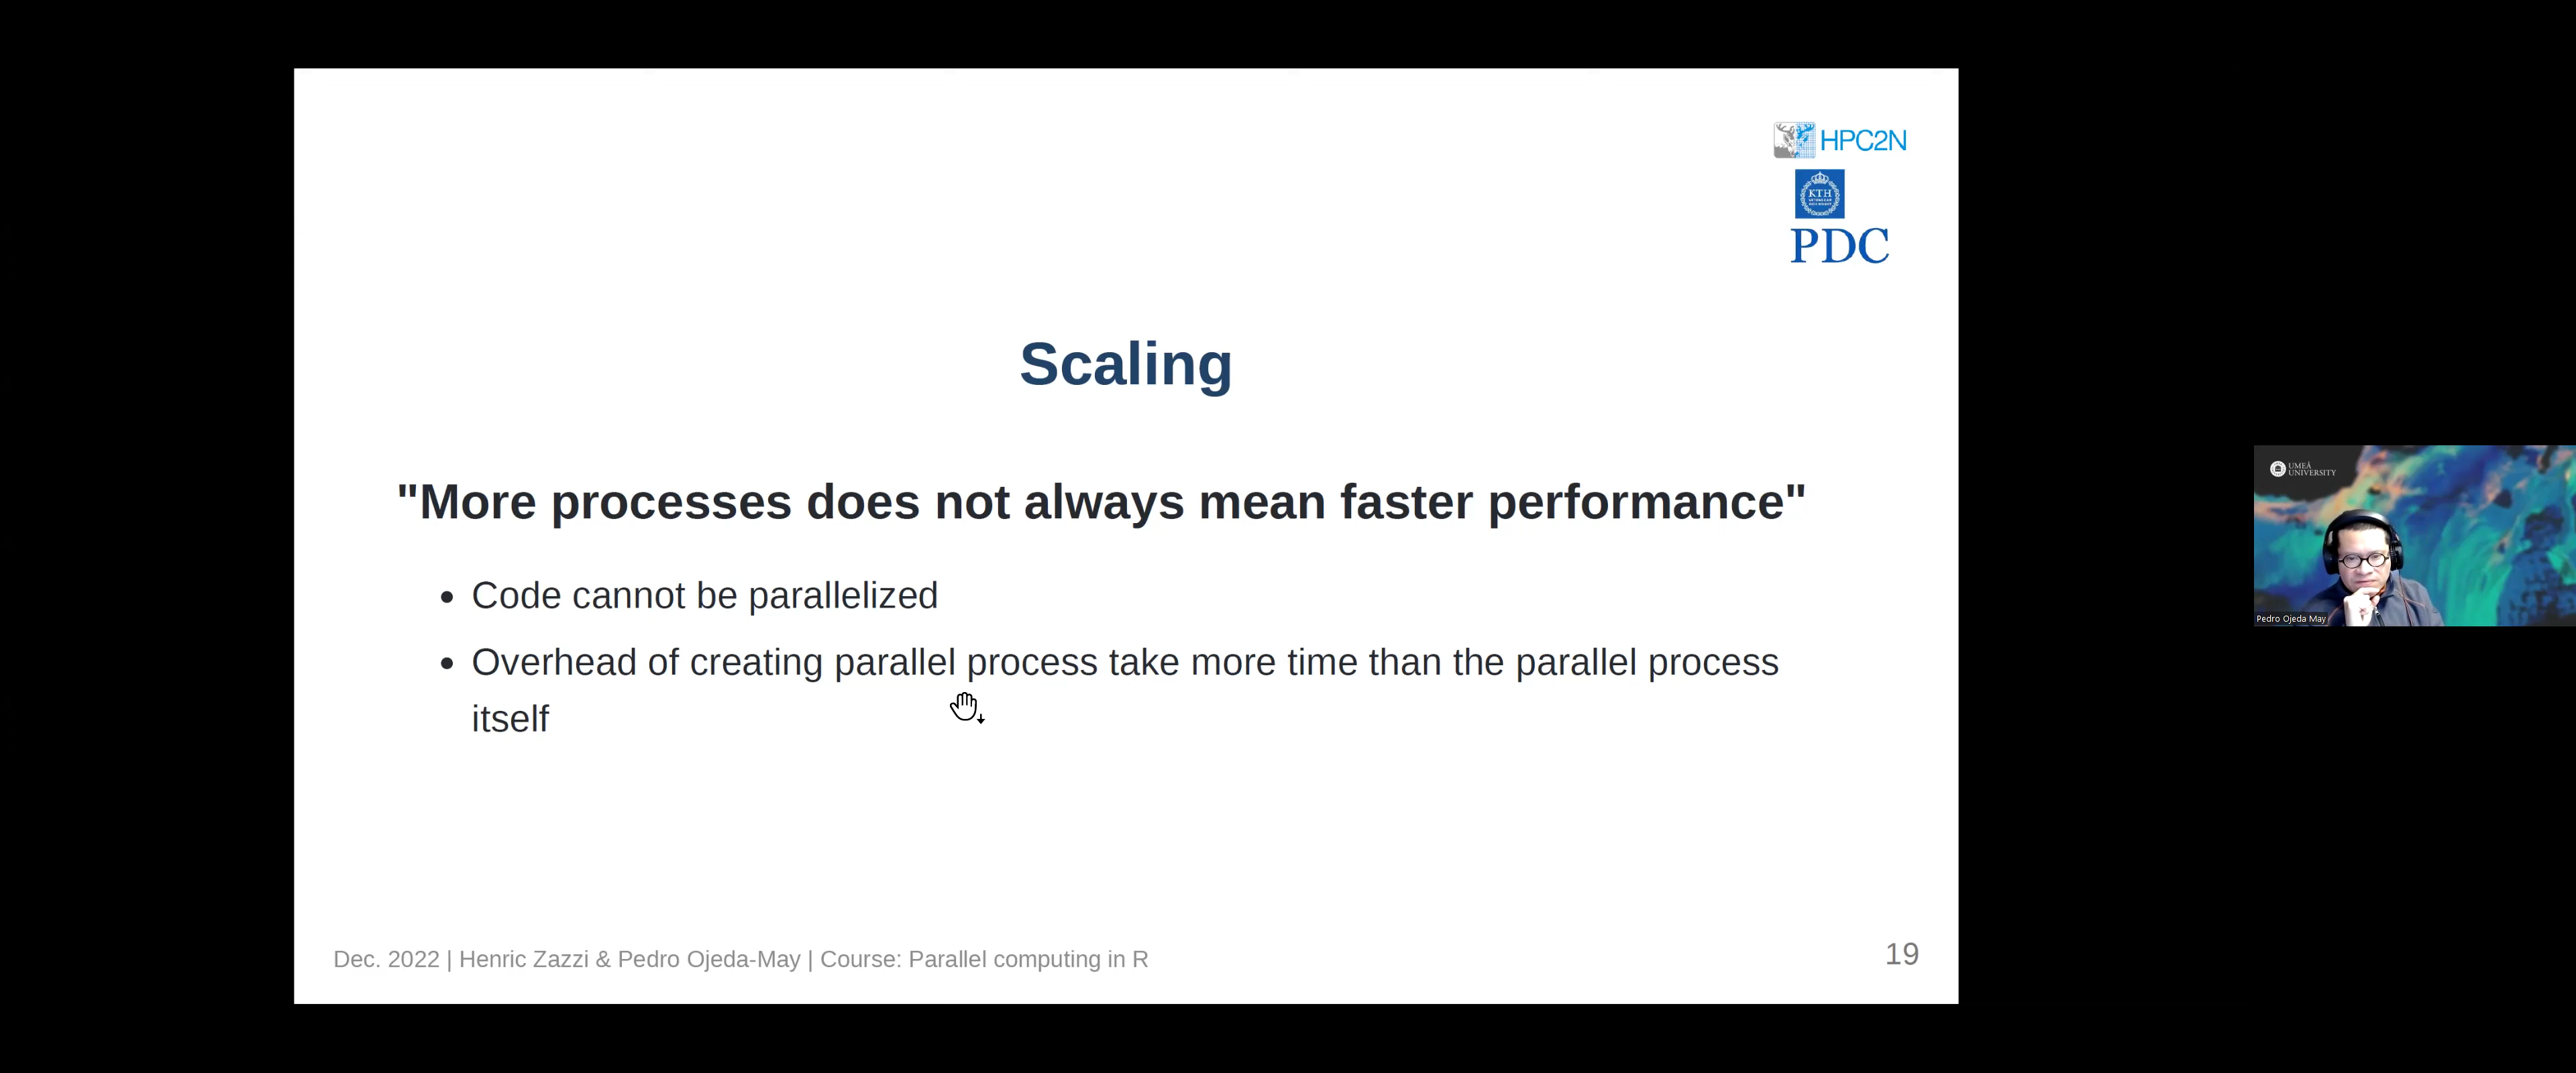 HPC2N
KTH
PDC
Scaling
"More processes does not always mean faster performance"
• Code cannot be parallelized
• Overhead of creating parallel process take more time than the parallel process
itself
Dec. 2022 | Henric Zazzi & Pedro Ojeda-May | Course: Parallel computing in R
19
UMEÅ
UNIVERSITY
Pedro Ojeda May